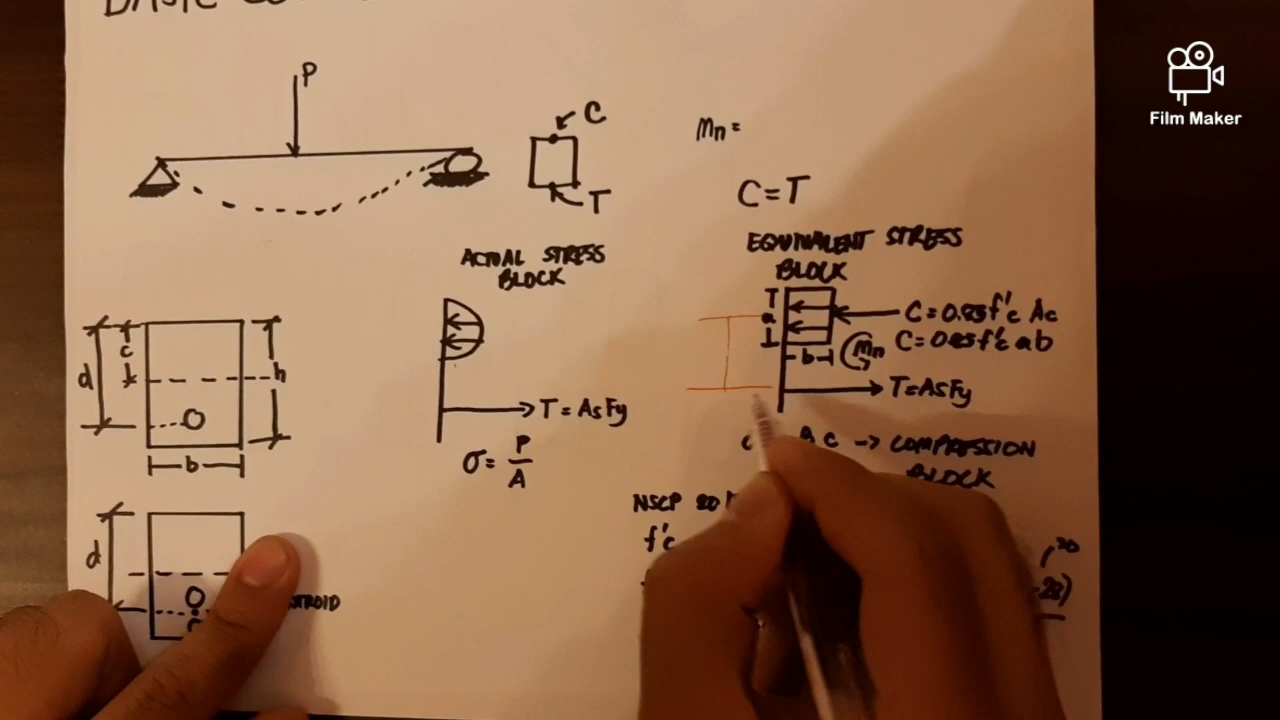 BASIC
P
C
T
Mn=
C=T
ACTUAL STRESS
BLOCK
EQUIVALENT STRESS
BLOCK
T=AsFy
σ= P/A
a
b
Mn
C=0.85f'c Ac
C=0.85f'c ab
T=AsFy
d
c
h
b
c -> COMPRESSION
BLOCK
NSCP
f'c
d
Film Maker